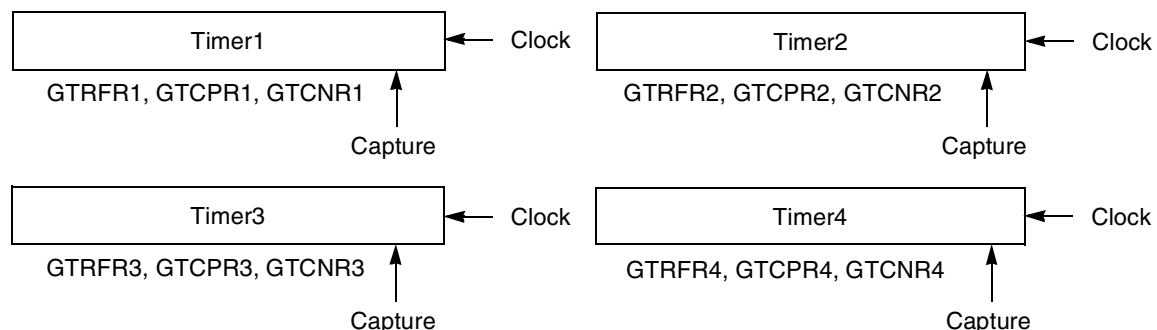 Timer1
Clock
GTRFR1, GTCPR1, GTCNR1
Capture
Timer2
Clock
GTRFR2, GTCPR2, GTCNR2
Capture
Timer3
Clock
GTRFR3, GTCPR3, GTCNR3
Capture
Timer4
Clock
GTRFR4, GTCPR4, GTCNR4
Capture